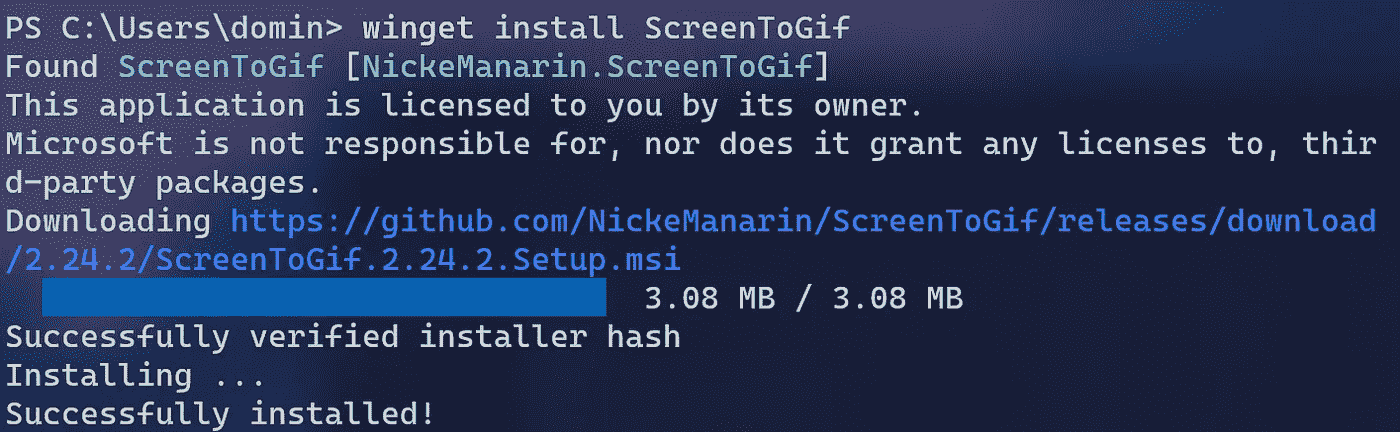 PS C:\Users\domin> winget install ScreenToGif
Found ScreenToGif [NickeManarin.ScreenToGif]
This application is licensed to you by its owner.
Microsoft is not responsible for, nor does it grant any licenses to, thir
d-party packages.
Downloading https://github.com/NickeManarin/ScreenToGif/releases/download
/2.24.2/ScreenToGif.2.24.2.Setup.msi
3.08 MB / 3.08 MB
Successfully verified installer hash
Installing ...
Successfully installed!